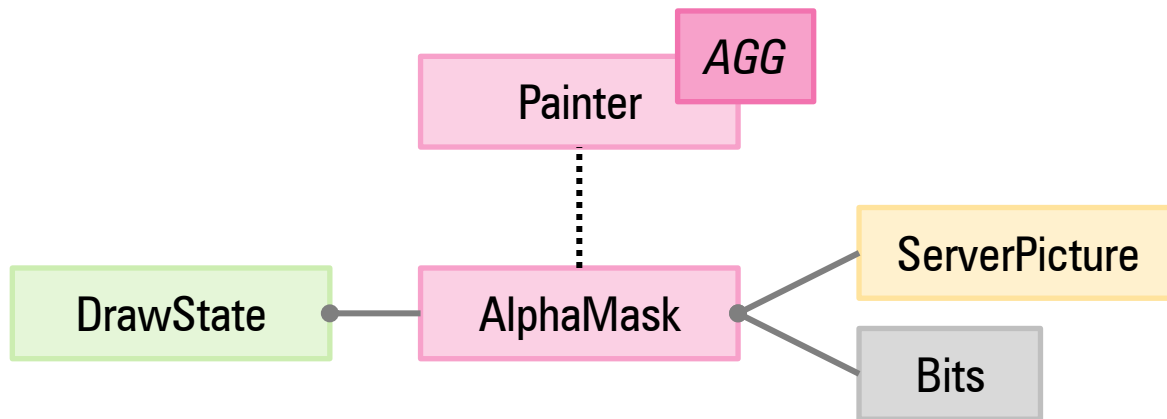 AGG
Painter
ServerPicture
DrawState
AlphaMask
Bits